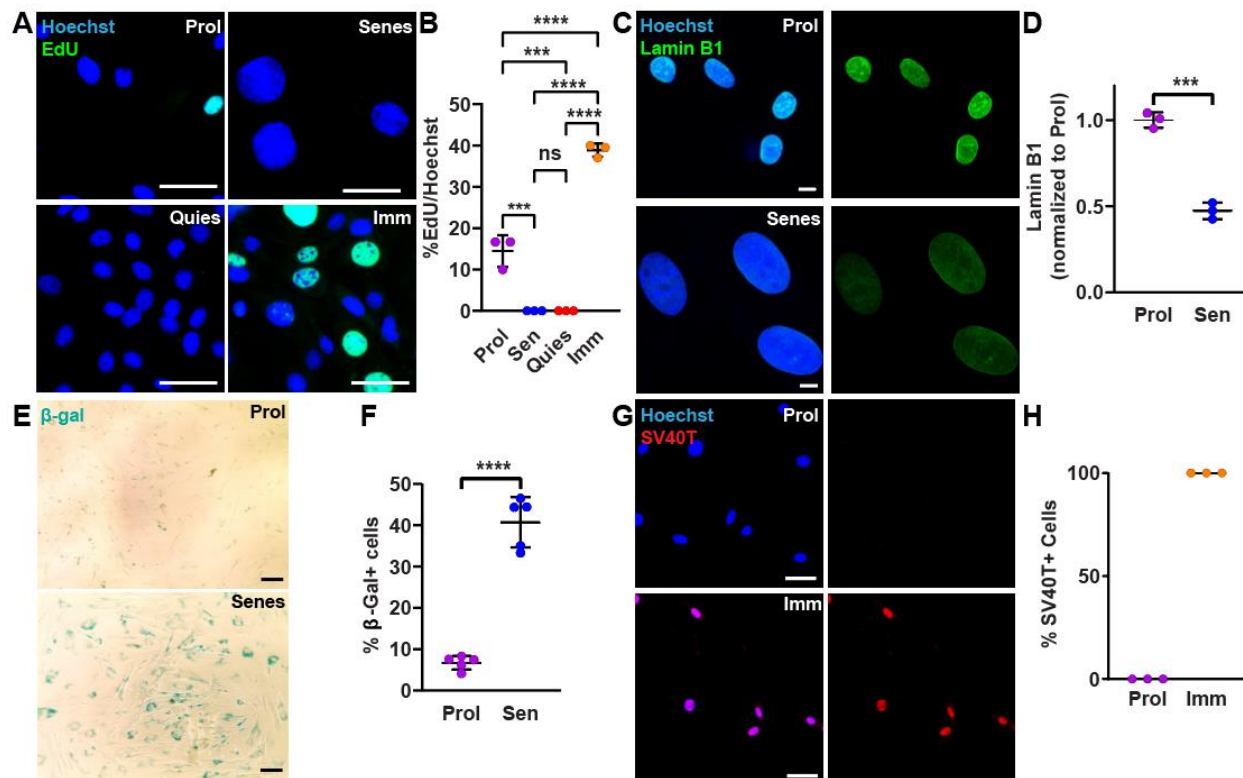 A
Hoechst
EdU
Prol
Senes
Quies
Imm
B
****
***
****
****
ns
***
%EdU/Hoechst
50
40
30
20
10
0
Prol
Sen
Quies
Imm
C
Hoechst
Lamin B1
Prol
Senes
D
***
Lamin B1
(normalized to Prol)
1.0
0.5
0.0
Prol
Sen
E
β-gal
Prol
Senes
F
****
% β-Gal+ cells
50
40
30
20
10
0
Prol
Sen
G
Hoechst
SV40T
Prol
Imm
H
% SV40T+ Cells
100
50
0
Prol
Imm